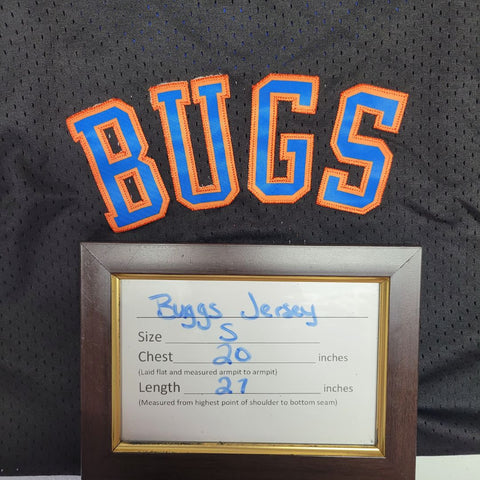 BUGS
Buggs Jersey
Size S
Chest 20 inches
(Laid flat and measured armpit to armpit)
Length 27 inches
(Measured from highest point of shoulder to bottom seam)